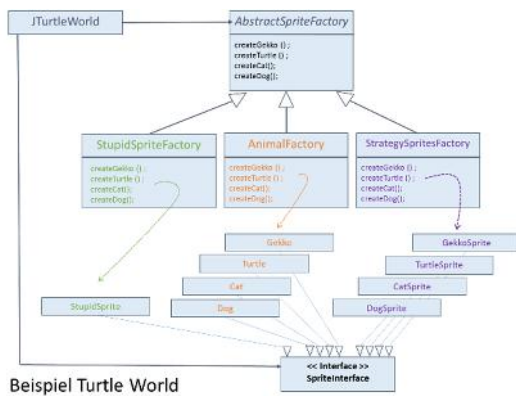 JTurtleWorld
AbstractSpriteFactory
createGekko () ;
createTurtle () ;
createCat();
createDog();
StupidSpriteFactory
createGekko () ;
createTurtle () ;
createCat();
createDog();
AnimalFactory
createGekko () ;
createTurtle () ;
createCat();
createDog();
StrategySpritesFactory
createGekko () ;
createTurtle () ;
createCat();
createDog();
Gekko
Turtle
Cat
Dog
GekkoSprite
TurtleSprite
CatSprite
DogSprite
StupidSprite
<< Interface >>
SpriteInterface
Beispiel Turtle World